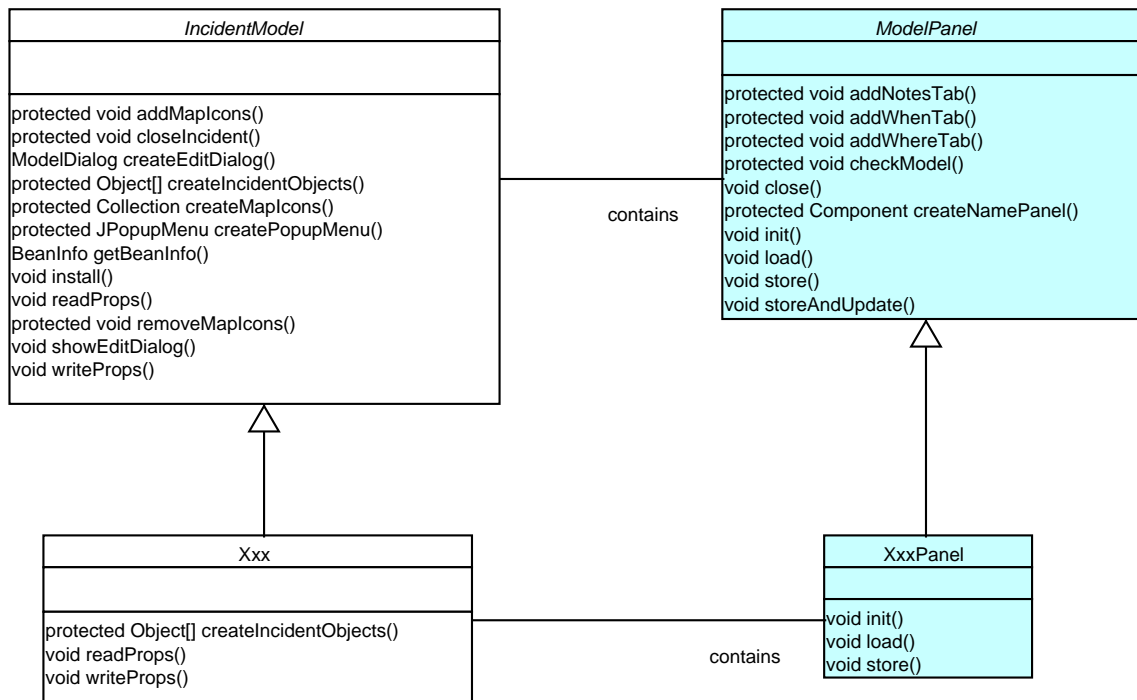 IncidentModel
protected void addMapIcons()
protected void closeIncident()
ModelDialog createEditDialog()
protected Object[] createIncidentObjects()
protected Collection createMapIcons()
protected JPopupMenu createPopupMenu()
BeanInfo getBeanInfo()
void install()
void readProps()
protected void removeMapIcons()
void showEditDialog()
void writeProps()
contains
ModelPanel
protected void addNotesTab()
protected void addWhenTab()
protected void addWhereTab()
protected void checkModel()
void close()
protected Component createNamePanel()
void init()
void load()
void store()
void storeAndUpdate()
Xxx
protected Object[] createIncidentObjects()
void readProps()
void writeProps()
contains
XxxPanel
void init()
void load()
void store()